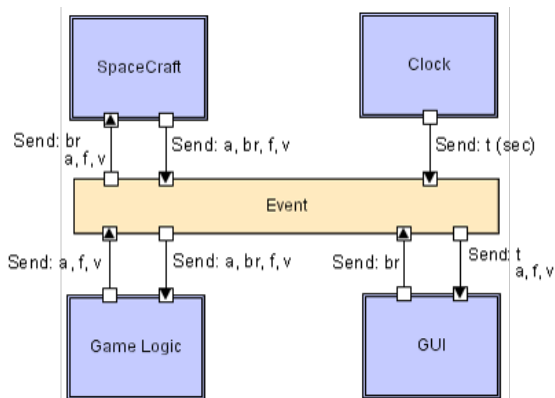 SpaceCraft
Clock
Send: br
a, f, v
Send: a, br, f, v
Send: t (sec)
Event
Send: a, f, v
Send: a, br, f, v
Send: br
Send: t
a, f, v
Game Logic
GUI